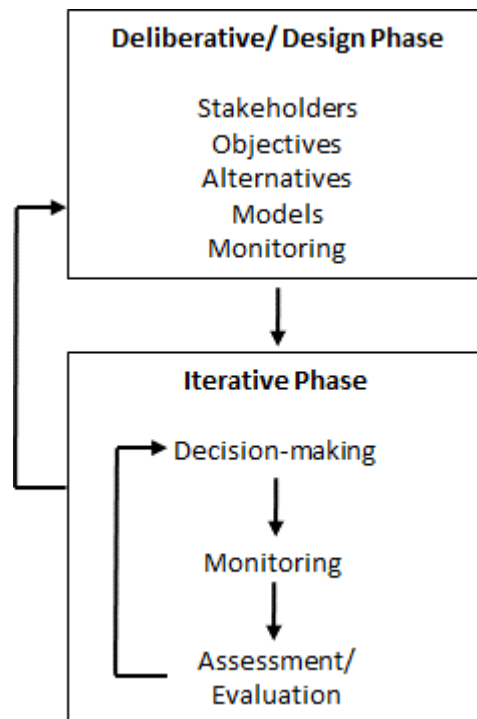 Deliberative/ Design Phase
Stakeholders
Objectives
Alternatives
Models
Monitoring
Iterative Phase
Decision-making
Monitoring
Assessment/
Evaluation